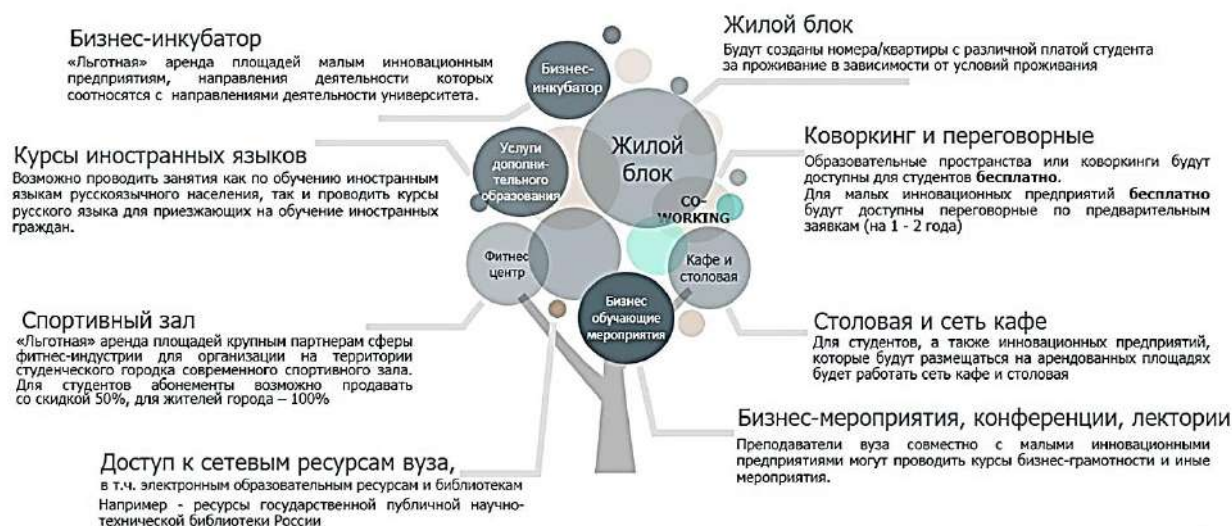 Бизнес-инкубатор
«Льготная» аренда площадей малым инновационным
предприятиям, направления деятельности которых
соотносятся с направлениями деятельности университета.
Курсы иностранных языков
Возможно проводить занятия как по обучению иностранным
языкам русскоязычного населения, так и проводить курсы
русского языка для приезжающих на обучение иностранных
граждан.
Спортивный зал
«Льготная» аренда площадей крупным партнерам сферы
фитнес-индустрии для организации на территории
студенческого городка современного спортивного зала.
Для студентов абонементы возможно продавать
со скидкой 50%, для жителей города – 100%
Доступ к сетевым ресурсам вуза,
в т.ч. электронным образовательным ресурсам и библиотекам
Например - ресурсы государственной публичной научно-
технической библиотеки России
Бизнес-
инкубатор
Услуги
дополни-
тельного
образования
Жилой
блок
CO-
WORKING
Фитнес
центр
Кафе и
столовая
Бизнес
обучающие
мероприятия
Жилой блок
Будут созданы номера/квартиры с различной платой студента
за проживание в зависимости от условий проживания
Коворкинг и переговорные
Образовательные пространства или коворкинги будут
доступны для студентов бесплатно.
Для малых инновационных предприятий бесплатно
будут доступны переговорные по предварительным
заявкам (на 1 - 2 года)
Столовая и сеть кафе
Для студентов, а также инновационных предприятий,
которые будут размещаться на арендованных площадях
будет работать сеть кафе и столовая
Бизнес-мероприятия, конференции, лектории
Преподаватели вуза совместно с малыми инновационными
предприятиями могут проводить курсы бизнес-грамотности и иные
мероприятия.